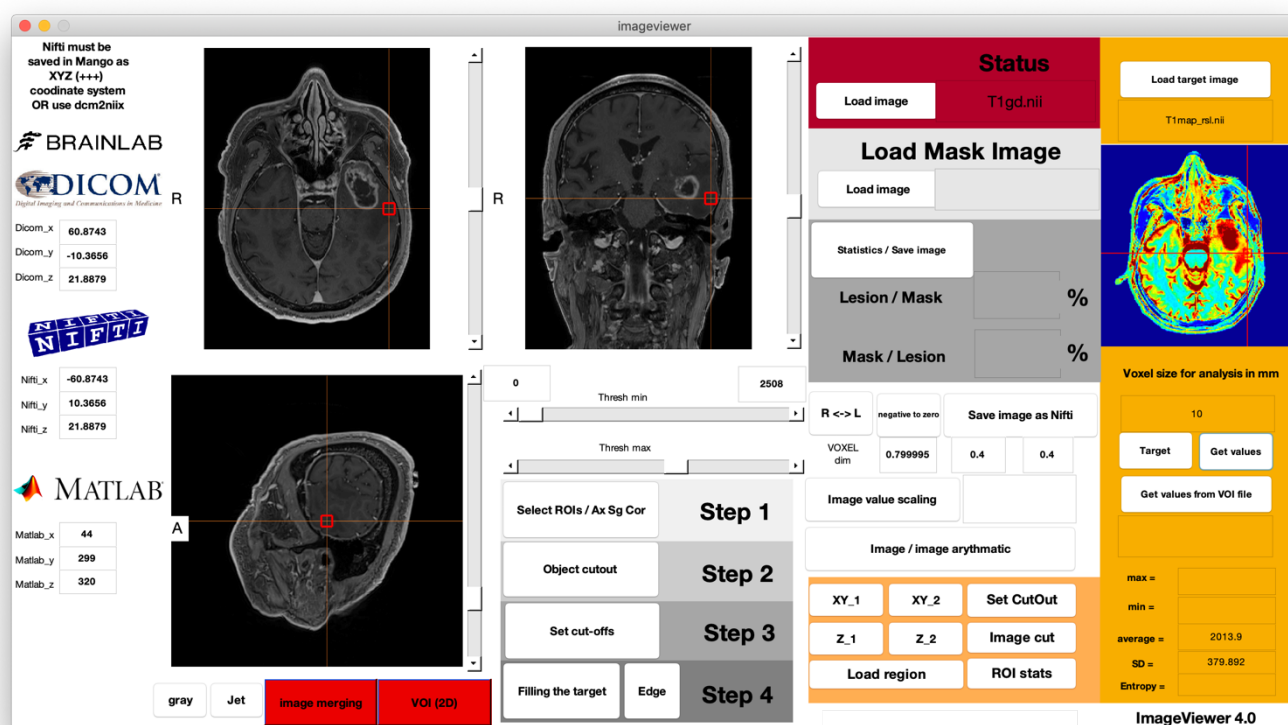 imageviewer
Nifti must be
saved in Mango as
XYZ (+++)
coodinate system
OR use dcm2niix
BRAINLAB
DICOM
Digital Imaging and Communications in Medicine
Dicom_x 60.8743
Dicom_y -10.3656
Dicom_z 21.8879
NIFTI
NIFTI
Nifti_x -60.8743
Nifti_y 10.3656
Nifti_z 21.8879
MATLAB
Matlab_x 44
Matlab_y 299
Matlab_z 320
R
R
A
gray Jet image merging VOI (2D)
0 2508
Thresh min
Thresh max
Select ROIs / Ax Sg Cor Step 1
Object cutout Step 2
Set cut-offs Step 3
Filling the target Edge Step 4
Status
Load image T1gd.nii
Load Mask Image
Load image
Statistics / Save image
Lesion / Mask %
Mask / Lesion %
R <-> L negative to zero Save image as Nifti
VOXEL
dim 0.799995 0.4 0.4
Image value scaling
Image / image arythmatic
XY_1 XY_2 Set CutOut
Z_1 Z_2 Image cut
Load region ROI stats
Load target image
T1map_rsl.nii
Voxel size for analysis in mm
10
Target Get values
Get values from VOI file
max =
min =
average = 2013.9
SD = 379.892
Entropy =
ImageViewer 4.0